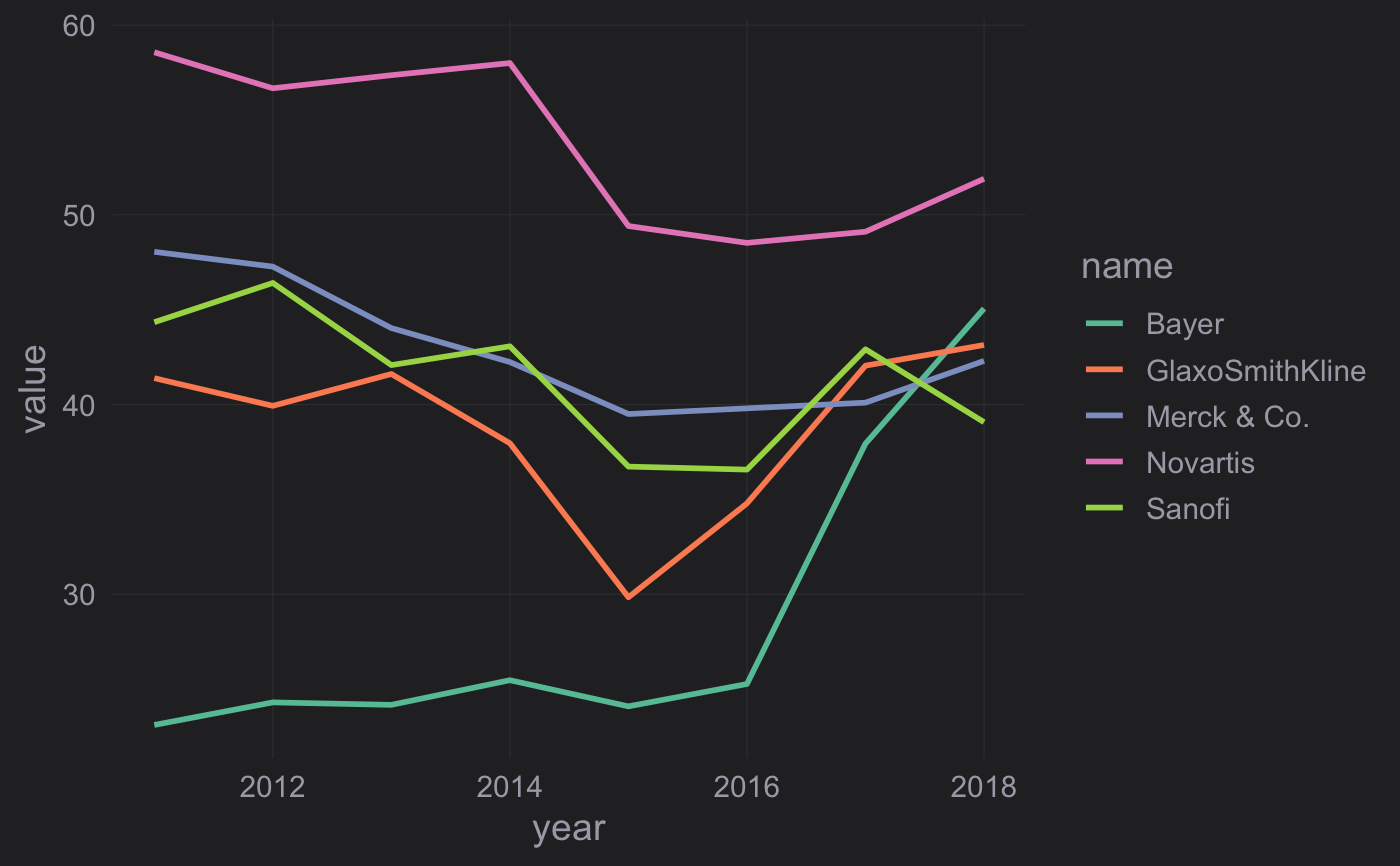 60
50
40
30
value
2012
2014
2016
2018
year
name
Bayer
GlaxoSmithKline
Merck & Co.
Novartis
Sanofi